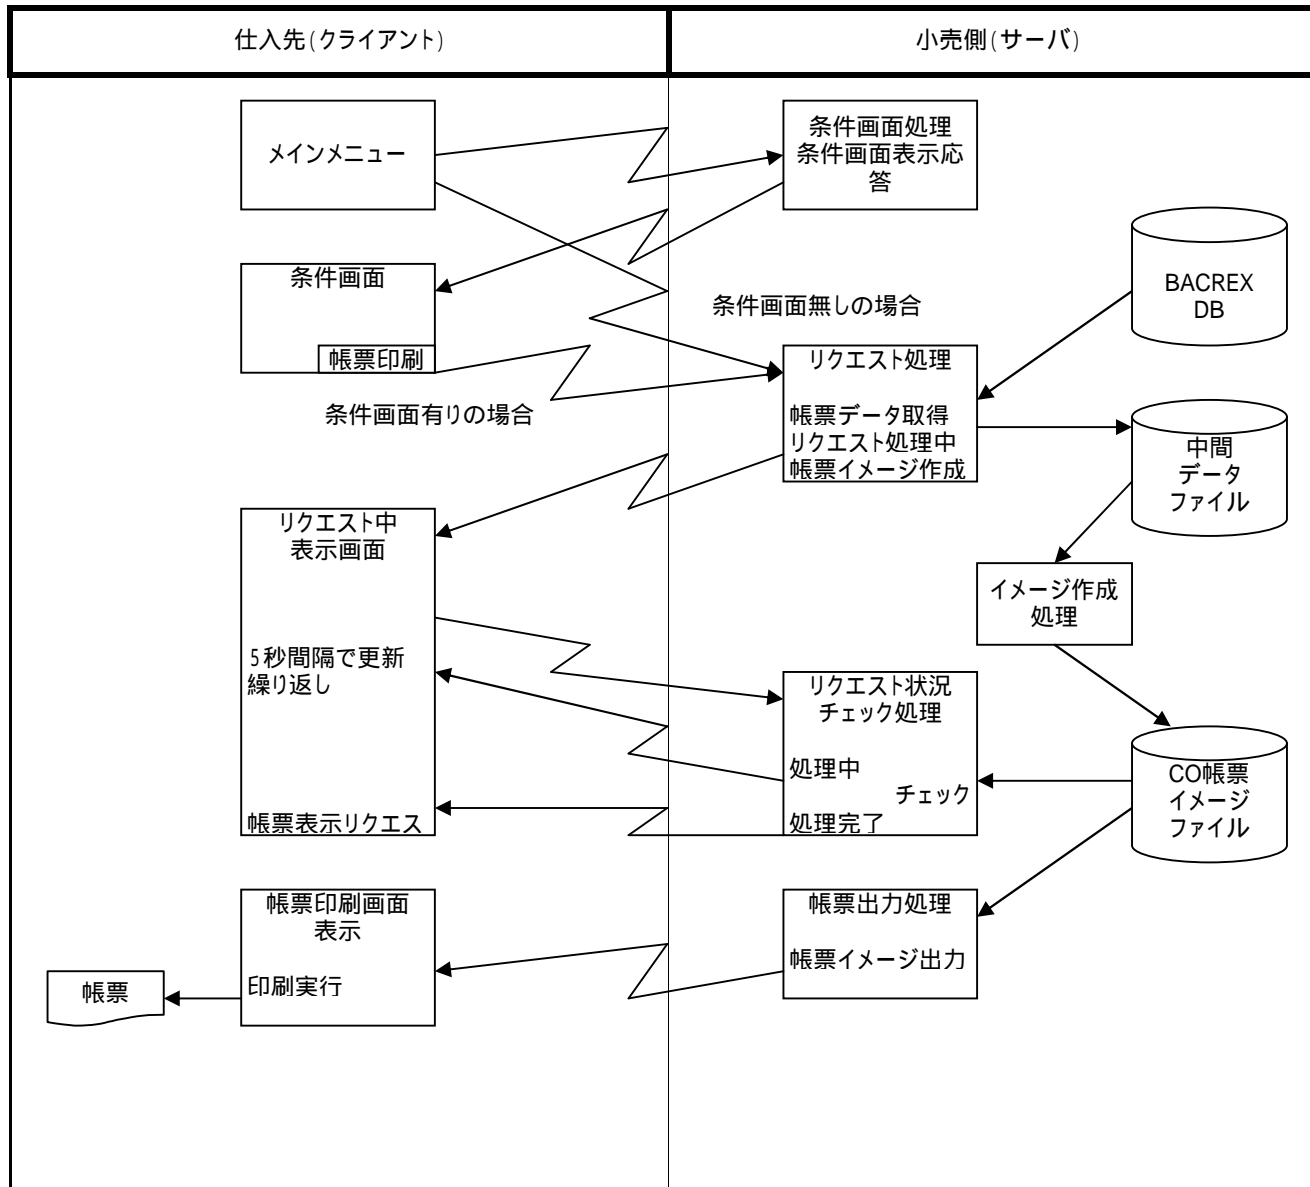 仕入先(クライアント)
小売側(サーバ)
メインメニュー
条件画面処理
条件画面表示応
答
条件画面
帳票印刷
BACREX
DB
条件画面無しの場合
条件画面有りの場合
リクエスト処理
帳票データ取得
リクエスト処理中
帳票イメージ作成
中間
データ
ファイル
リクエスト中
表示画面
5秒間隔で更新
繰り返し
帳票表示リクエス
イメージ作成
処理
リクエスト状況
チェック処理
処理中
チェック
処理完了
CO帳票
イメージ
ファイル
帳票印刷画面
表示
印刷実行
帳票出力処理
帳票イメージ出力
帳票